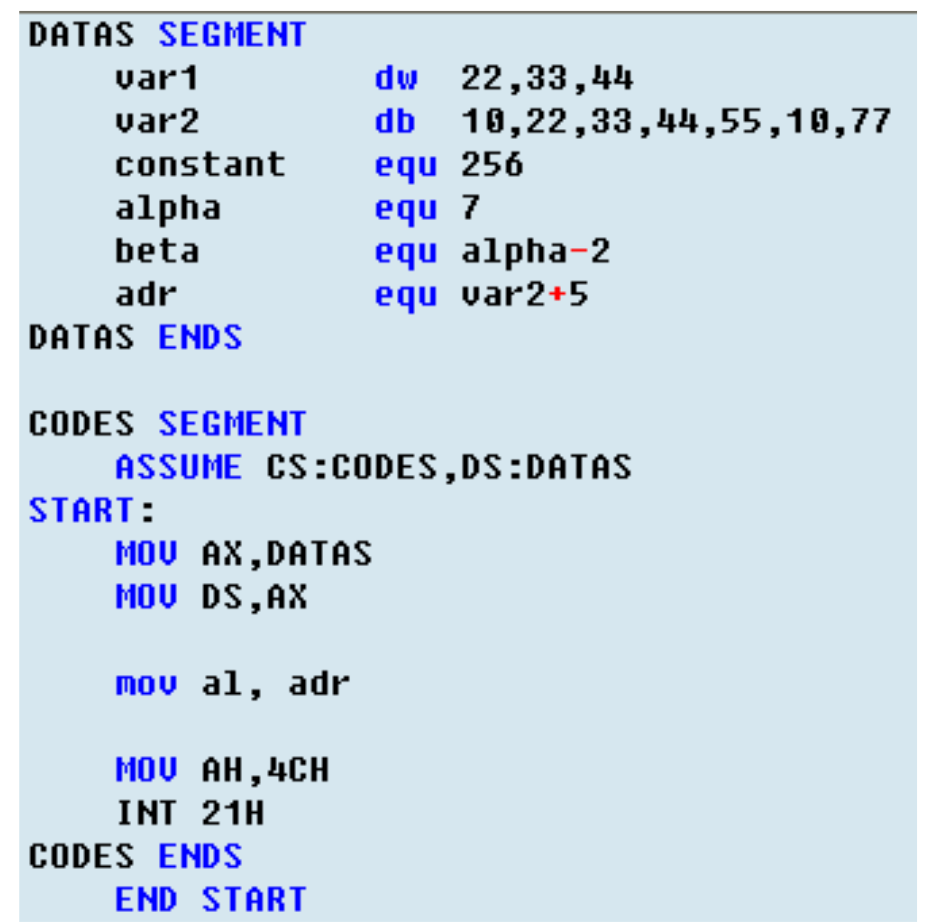 DATAS SEGMENT
    var1        dw  22,33,44
    var2        db  10,22,33,44,55,10,77
    constant    equ 256
    alpha       equ 7
    beta        equ alpha-2
    adr         equ var2+5
DATAS ENDS

CODES SEGMENT
    ASSUME CS:CODES,DS:DATAS
START:
    MOV AX,DATAS
    MOV DS,AX

    mov al, adr

    MOV AH,4CH
    INT 21H
CODES ENDS
    END START